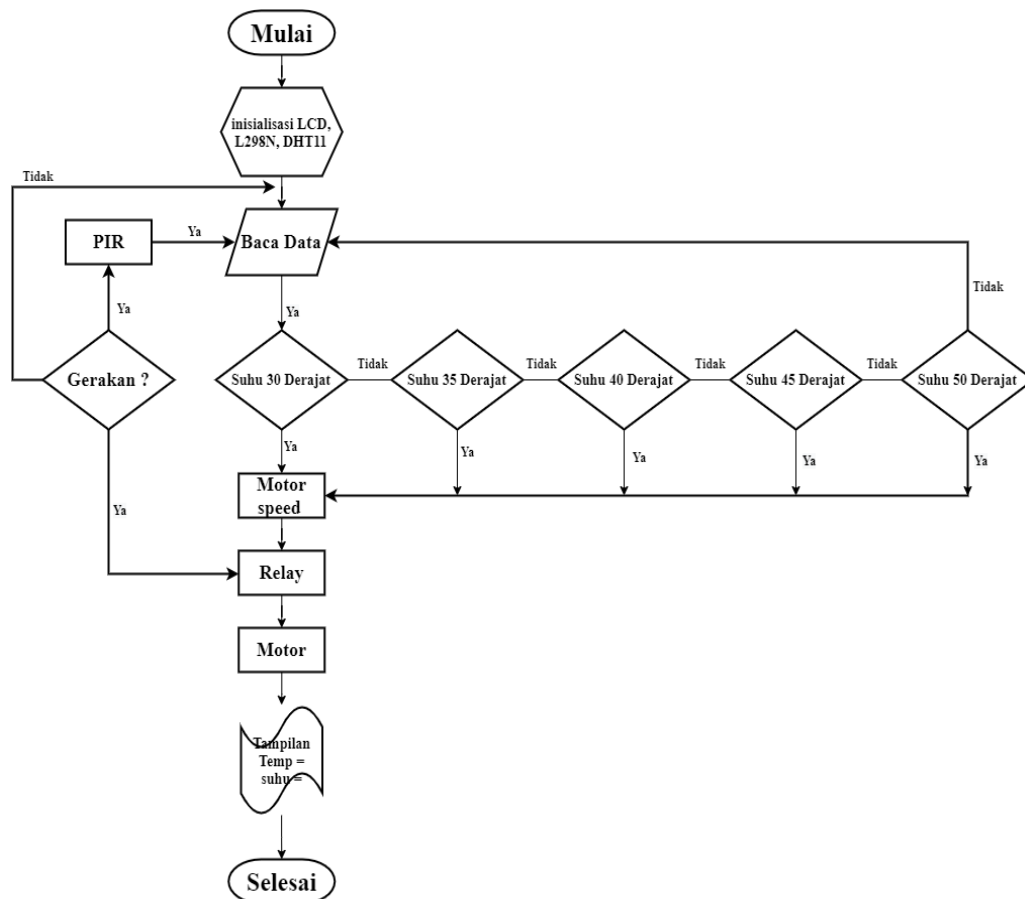 Mulai
inisialisasi LCD,
L298N, DHT11
Tidak
PIR
Ya
Baca Data
Tidak
Ya
Ya
Gerakan ?
Suhu 30 Derajat
Tidak
Suhu 35 Derajat
Tidak
Suhu 40 Derajat
Tidak
Suhu 45 Derajat
Tidak
Suhu 50 Derajat
Ya
Ya
Ya
Ya
Ya
Motor
speed
Ya
Relay
Motor
Tampilan
Temp =
suhu =
Selesai